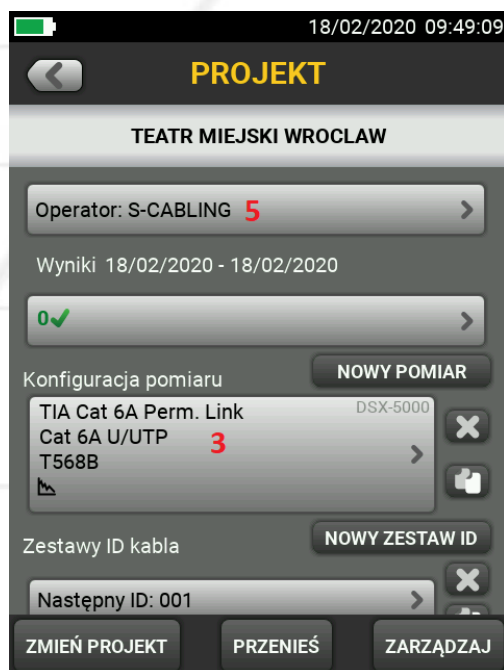 18/02/2020 09:49:09
PROJEKT
TEATR MIEJSKI WROCLAW
Operator: S-CABLING 5
Wyniki 18/02/2020 - 18/02/2020
0
NOWY POMIAR
Konfiguracja pomiaru
TIA Cat 6A Perm. Link DSX-5000
Cat 6A U/UTP 3
T568B
NOWY ZESTAW ID
Zestawy ID kabla
Następny ID: 001
ZMIEŃ PROJEKT PRZENIEŚ ZARZĄDZAJ